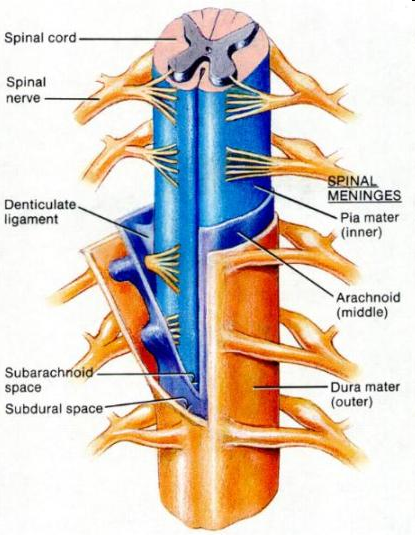 Spinal cord
Spinal
nerve
Denticulate
ligament
Subarachnoid
space
Subdural space
SPINAL
MENINGES
Pia mater
(inner)
Arachnoid
(middle)
Dura mater
(outer)